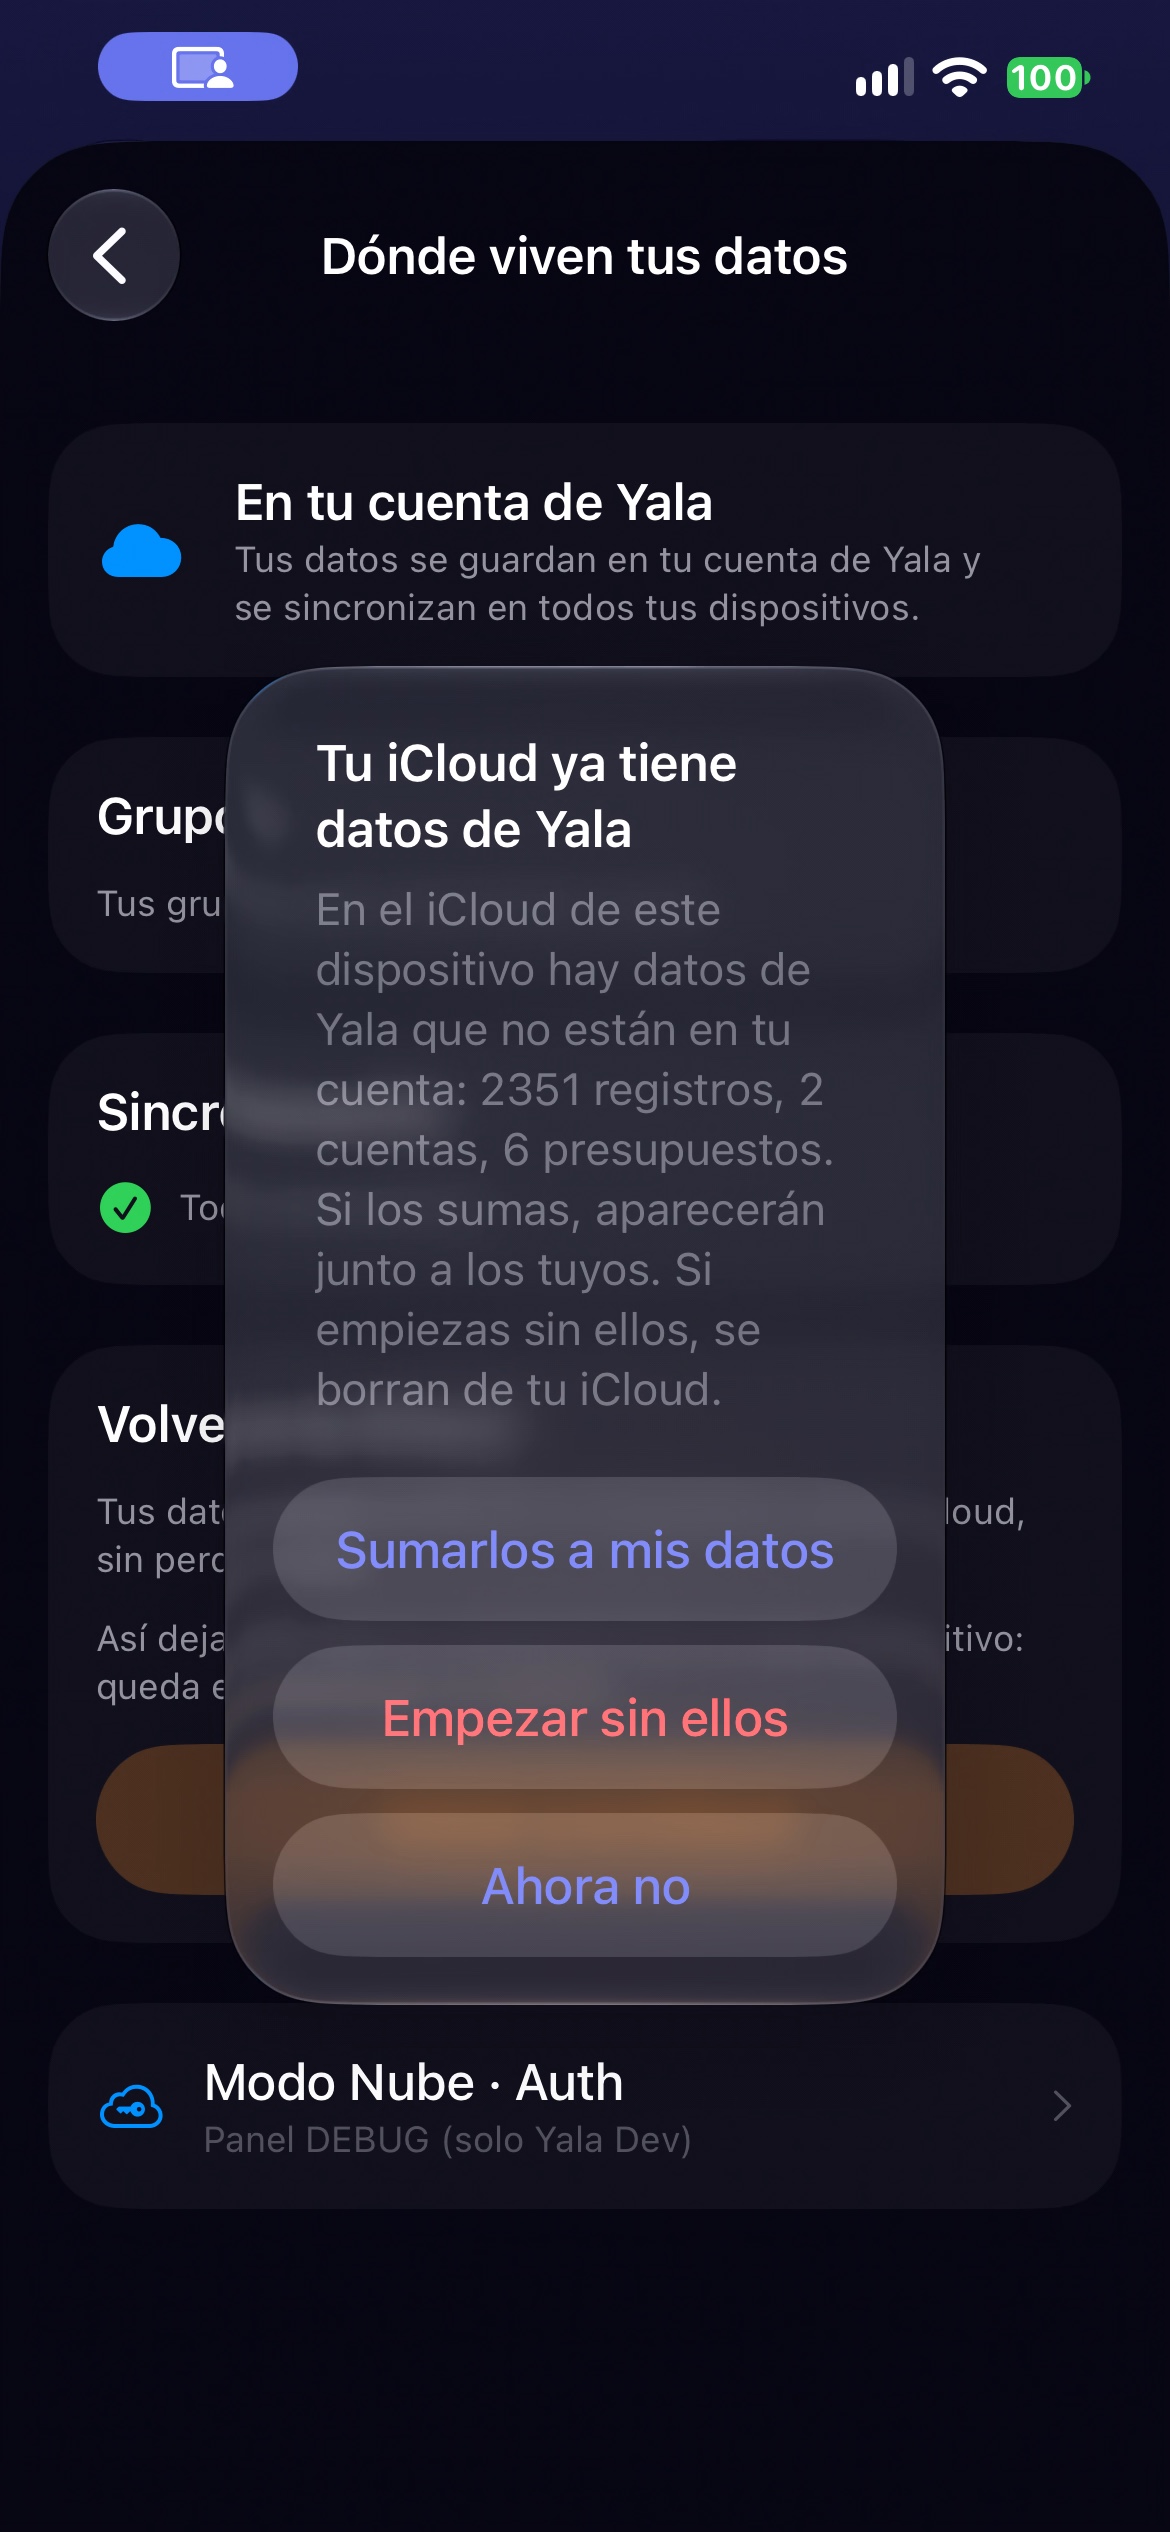 100
Dónde viven tus datos
En tu cuenta de Yala
Tus datos se guardan en tu cuenta de Yala y
se sincronizan en todos tus dispositivos.
Tu iCloud ya tiene
datos de Yala
En el iCloud de este
dispositivo hay datos de
Yala que no están en tu
cuenta: 2351 registros, 2
cuentas, 6 presupuestos.
Si los sumas, aparecerán
junto a los tuyos. Si
empiezas sin ellos, se
borran de tu iCloud.
Sumarlos a mis datos
Empezar sin ellos
Ahora no
Tus
Así
queda
sin
Modo Nube · Auth
Panel DEBUG (solo Yala Dev)